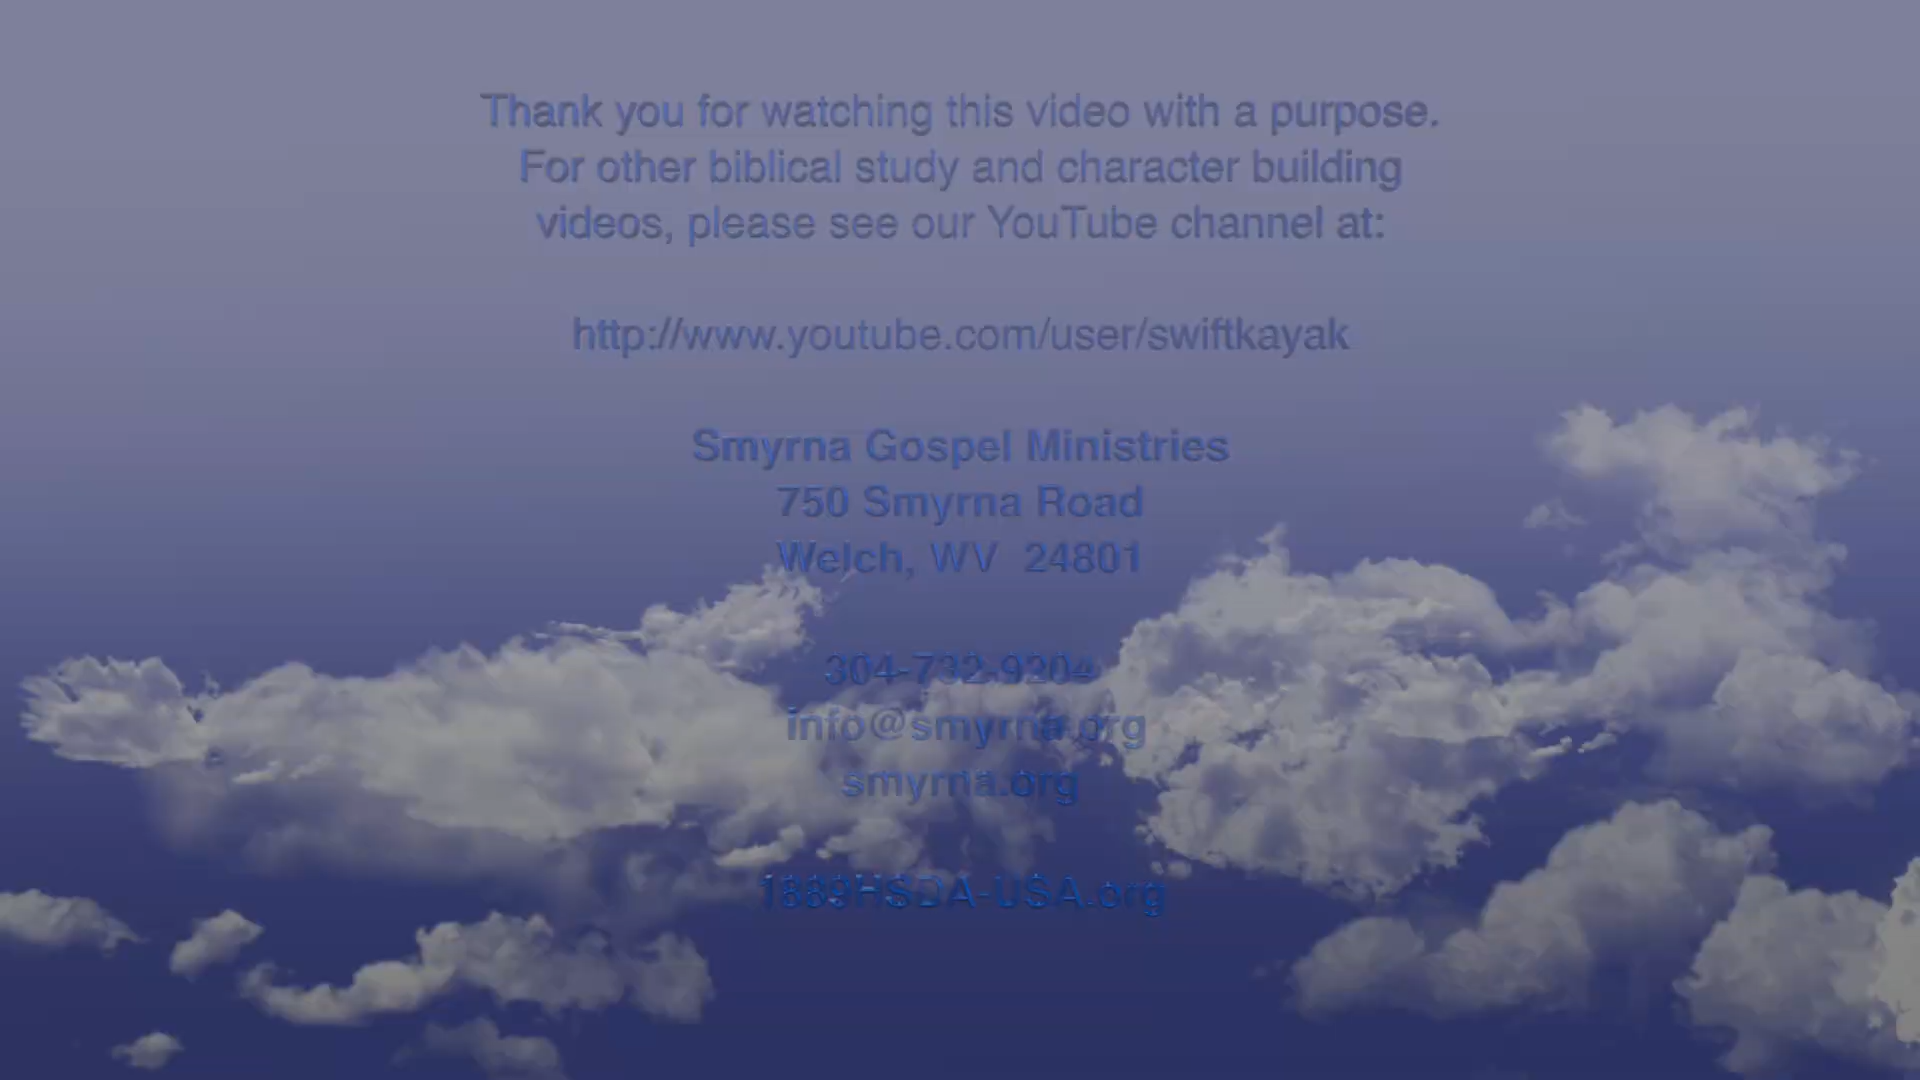 Thank you for watching this video with a purpose.
For other biblical study and character building
videos, please see our YouTube channel at:
http://www.youtube.com/user/swiftkayak
Smyrna Gospel Ministries
750 Smyrna Road
Welch, WV 24801
304-732-9204
info@smyrna.org
smyrna.org
1889HSDA-USA.org